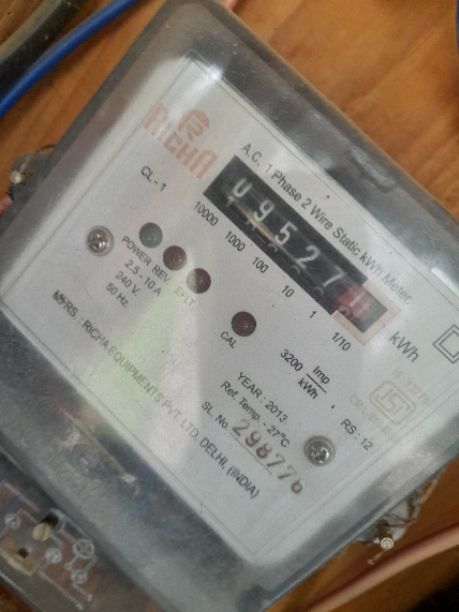 RICHA
A.C. 1 Phase 2 Wire Static kWh Meter
CL - 1
09527
10000 1000 100 10 1 1/10
kWh
POWER REV. EFLT
2.5 - 10 A
240 V.
50 Hz.
CAL
3200 Imp/kWh
YEAR : 2013
RS : 12
Ref. Temp. - 27°C
SL. No. 298776
MFRS. : RICHA EQUIPMENTS PVT. LTD. DELHI, (INDIA)